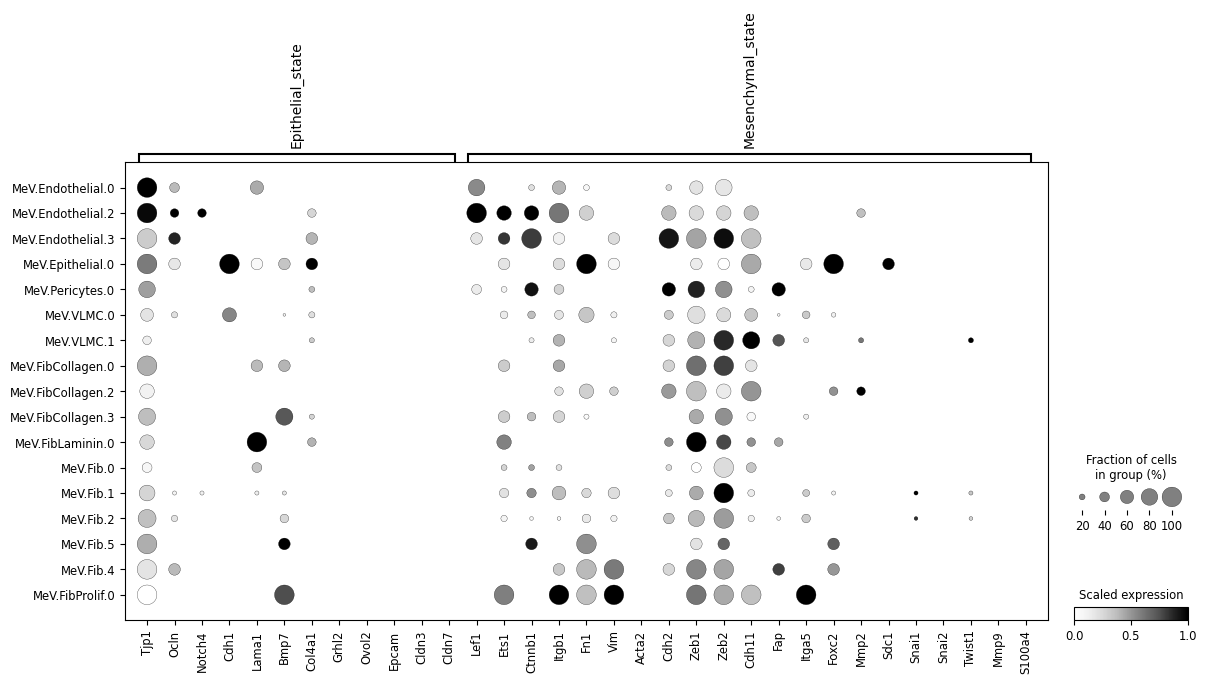 Epithelial_state
Mesenchymal_state
MeV.Endothelial.0
MeV.Endothelial.2
MeV.Endothelial.3
MeV.Epithelial.0
MeV.Pericytes.0
MeV.VLMC.0
MeV.VLMC.1
MeV.FibCollagen.0
MeV.FibCollagen.2
MeV.FibCollagen.3
MeV.FibLaminin.0
MeV.Fib.0
MeV.Fib.1
MeV.Fib.2
MeV.Fib.5
MeV.Fib.4
MeV.FibProlif.0
Tjp1
Ocln
Notch4
Cdh1
Lama1
Bmp7
Col4a1
Grhl2
Ovol2
Epcam
Cldn3
Cldn7
Lef1
Ets1
Ctnnb1
Itgb1
Fn1
Vim
Acta2
Cdh2
Zeb1
Zeb2
Cdh11
Fap
Itga5
Foxc2
Mmp2
Sdc1
Snai1
Snai2
Twist1
Mmp9
S100a4
Fraction of cells
in group (%)
20 40 60 80 100
Scaled expression
0.0 0.5 1.0